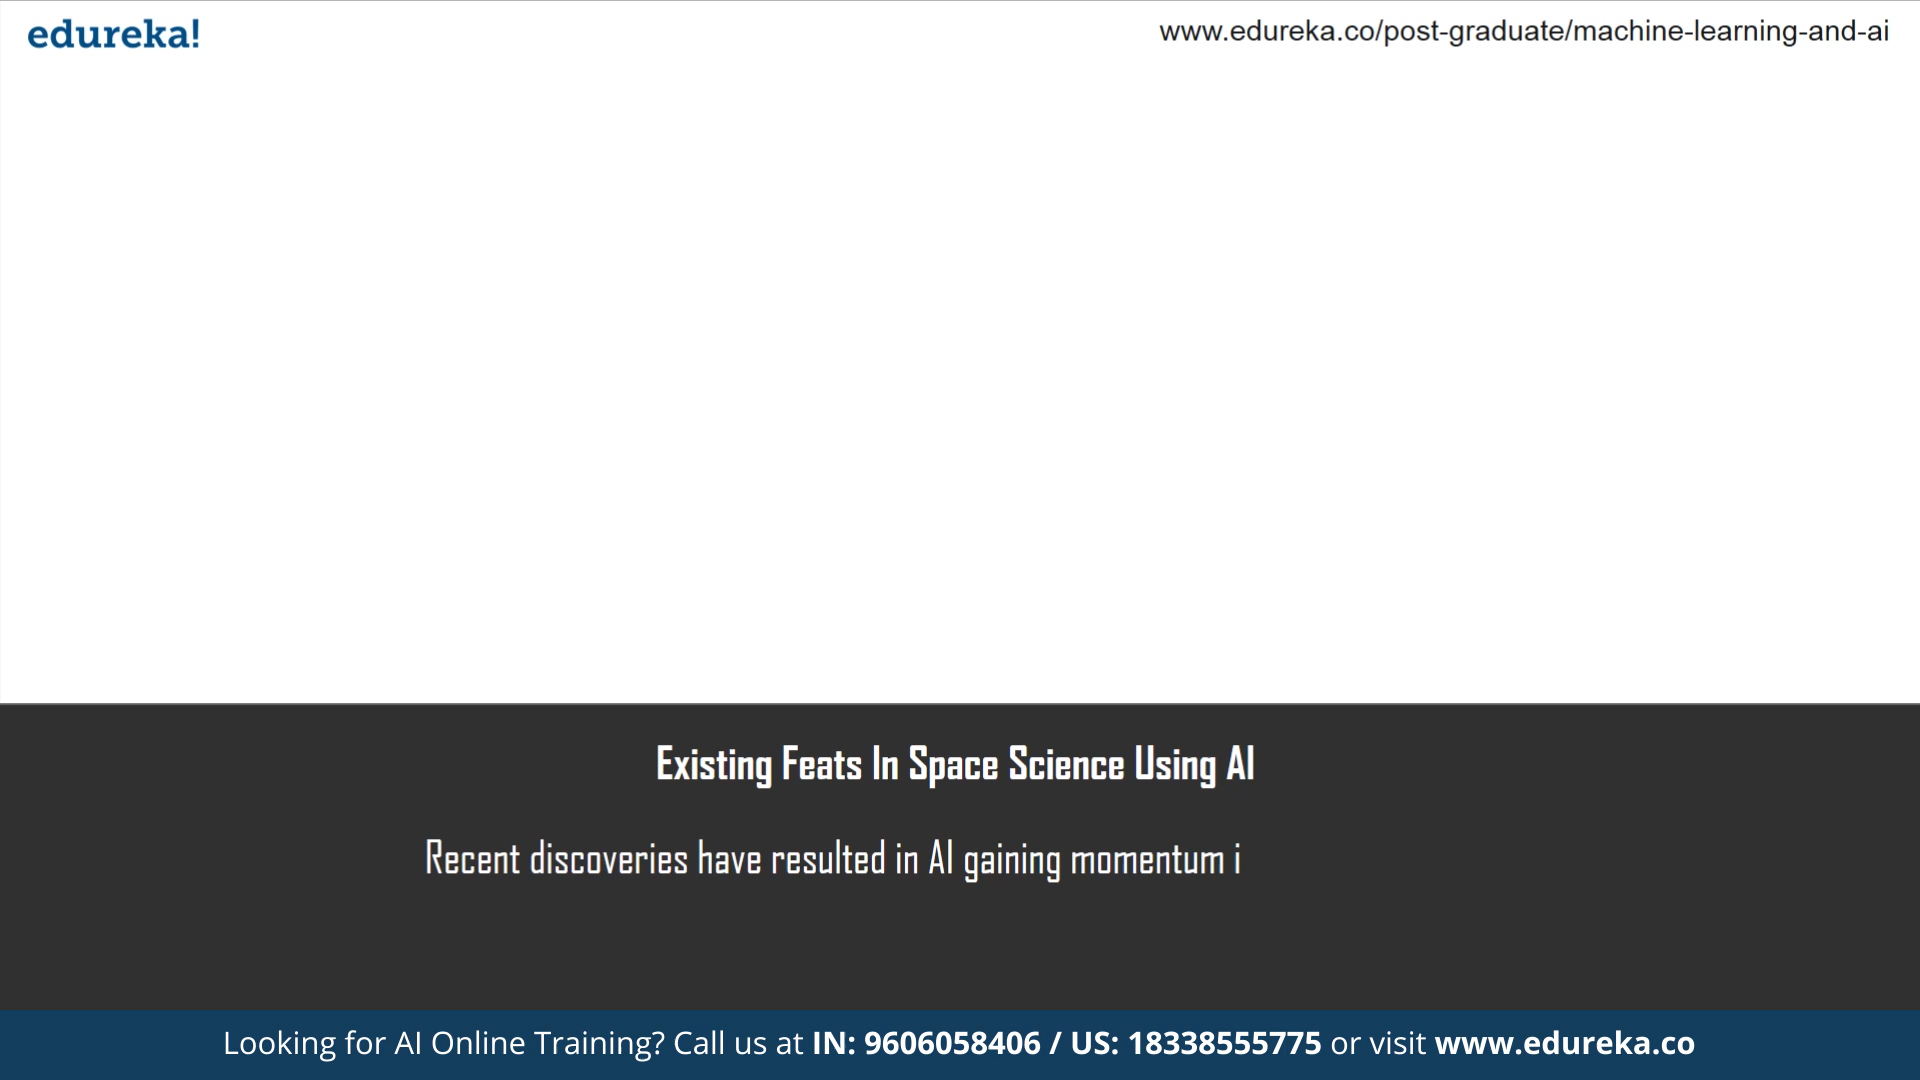 edureka!
www.edureka.co/post-graduate/machine-learning-and-ai
Existing Feats In Space Science Using AI
Recent discoveries have resulted in AI gaining momentum i
Looking for AI Online Training? Call us at IN: 9606058406 / US: 18338555775 or visit www.edureka.co